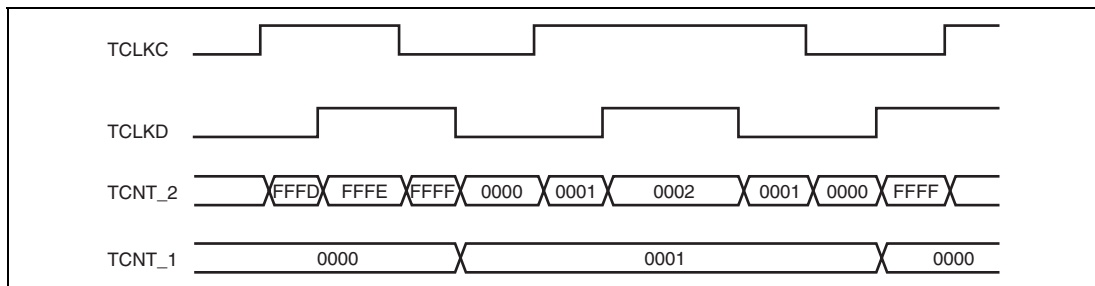 TCLKC
TCLKD
TCNT_2 FFFD FFFE FFFF 0000 0001 0002 0001 0000 FFFF
TCNT_1 0000 0001 0000